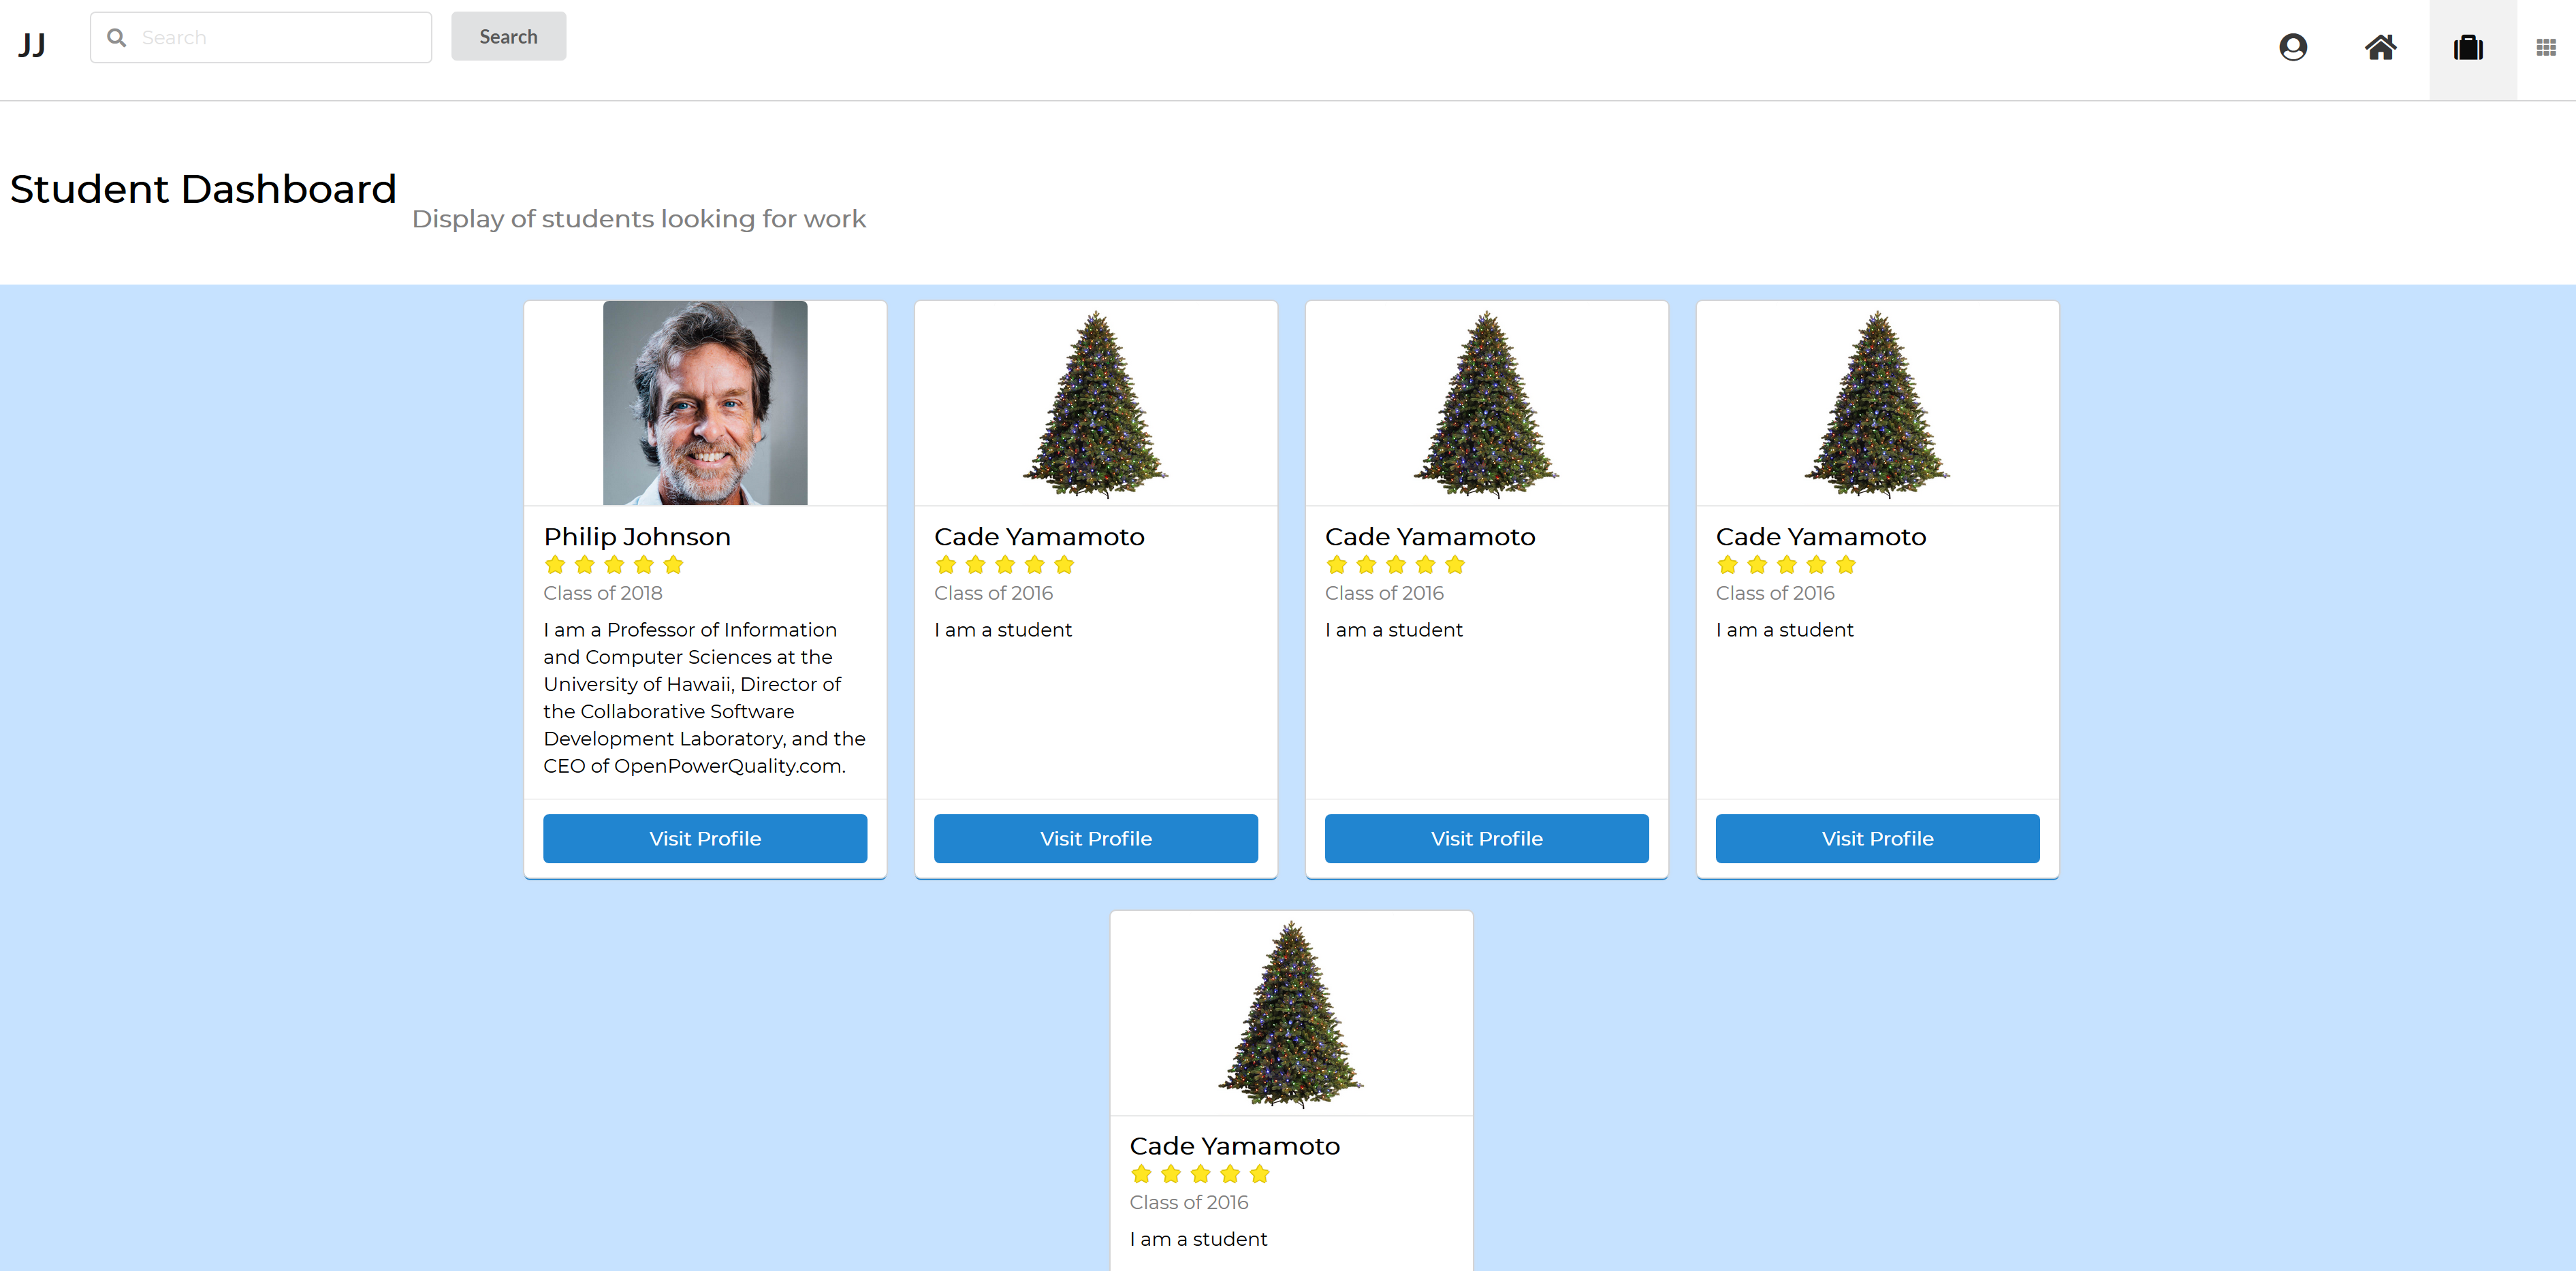 JJ
Search
Search
Student Dashboard
Display of students looking for work
Philip Johnson
Class of 2018
I am a Professor of Information
and Computer Sciences at the
University of Hawaii, Director of
the Collaborative Software
Development Laboratory, and the
CEO of OpenPowerQuality.com.
Visit Profile
Cade Yamamoto
Class of 2016
I am a student
Visit Profile
Cade Yamamoto
Class of 2016
I am a student
Visit Profile
Cade Yamamoto
Class of 2016
I am a student
Visit Profile
Cade Yamamoto
Class of 2016
I am a student